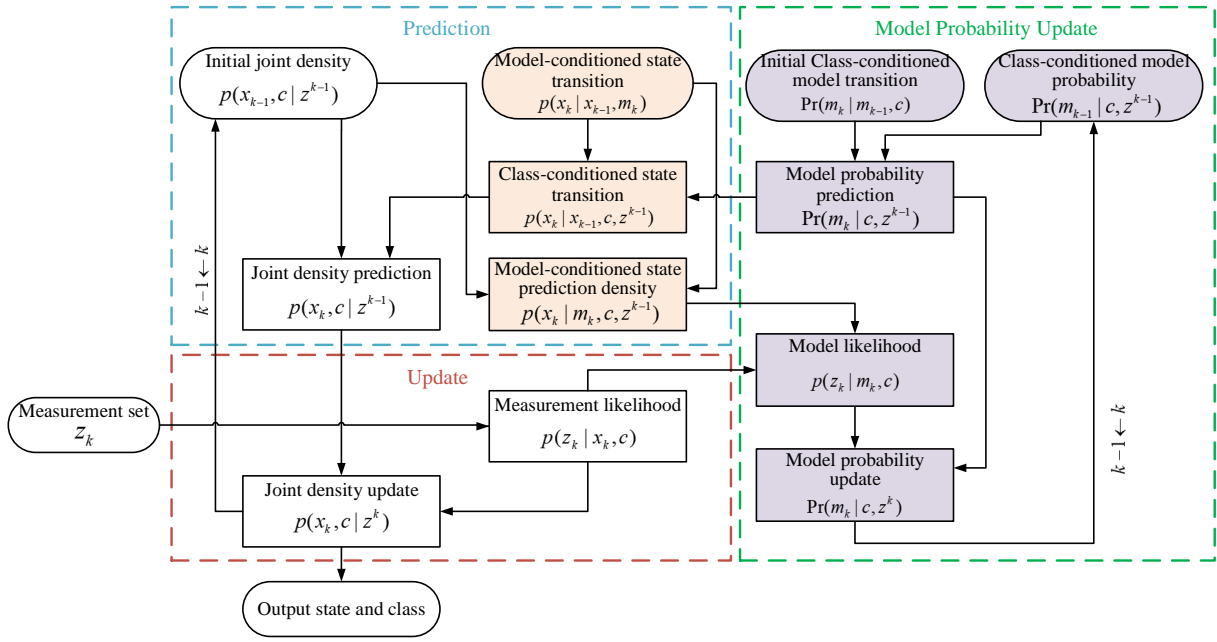 Prediction
Initial joint density
p(x_{k-1}, c | z^{k-1})
Model-conditioned state
transition
p(x_k | x_{k-1}, m_k)
Class-conditioned state
transition
p(x_k | x_{k-1}, c, z^{k-1})
Joint density prediction
p(x_k, c | z^{k-1})
Model-conditioned state
prediction density
p(x_k | m_k, c, z^{k-1})
k-1←k
Model Probability Update
Initial Class-conditioned
model transition
Pr(m_k | m_{k-1}, c)
Class-conditioned model
probability
Pr(m_{k-1} | c, z^{k-1})
Model probability
prediction
Pr(m_k | c, z^{k-1})
Model likelihood
p(z_k | m_k, c)
Model probability
update
Pr(m_k | c, z^k)
k-1←k
Update
Measurement set
z_k
Measurement likelihood
p(z_k | x_k, c)
Joint density update
p(x_k, c | z^k)
Output state and class